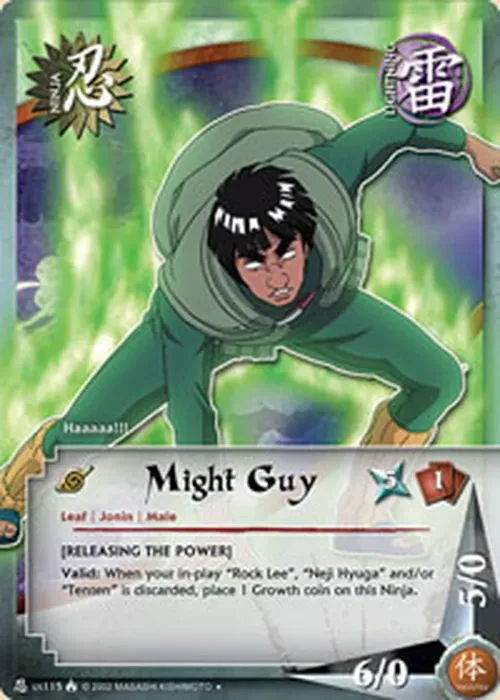 NINJA
忍
LIGHTNING
雷
Haaaaa!!!
Might Guy
5
1
Leaf | Jonin | Male
[RELEASING THE POWER]
Valid: When your in-play "Rock Lee", "Neji Hyuga" and/or
"Tenten" is discarded, place 1 Growth coin on this Ninja.
5/0
6/0
体
US115 © 2002 MASASHI KISHIMOTO